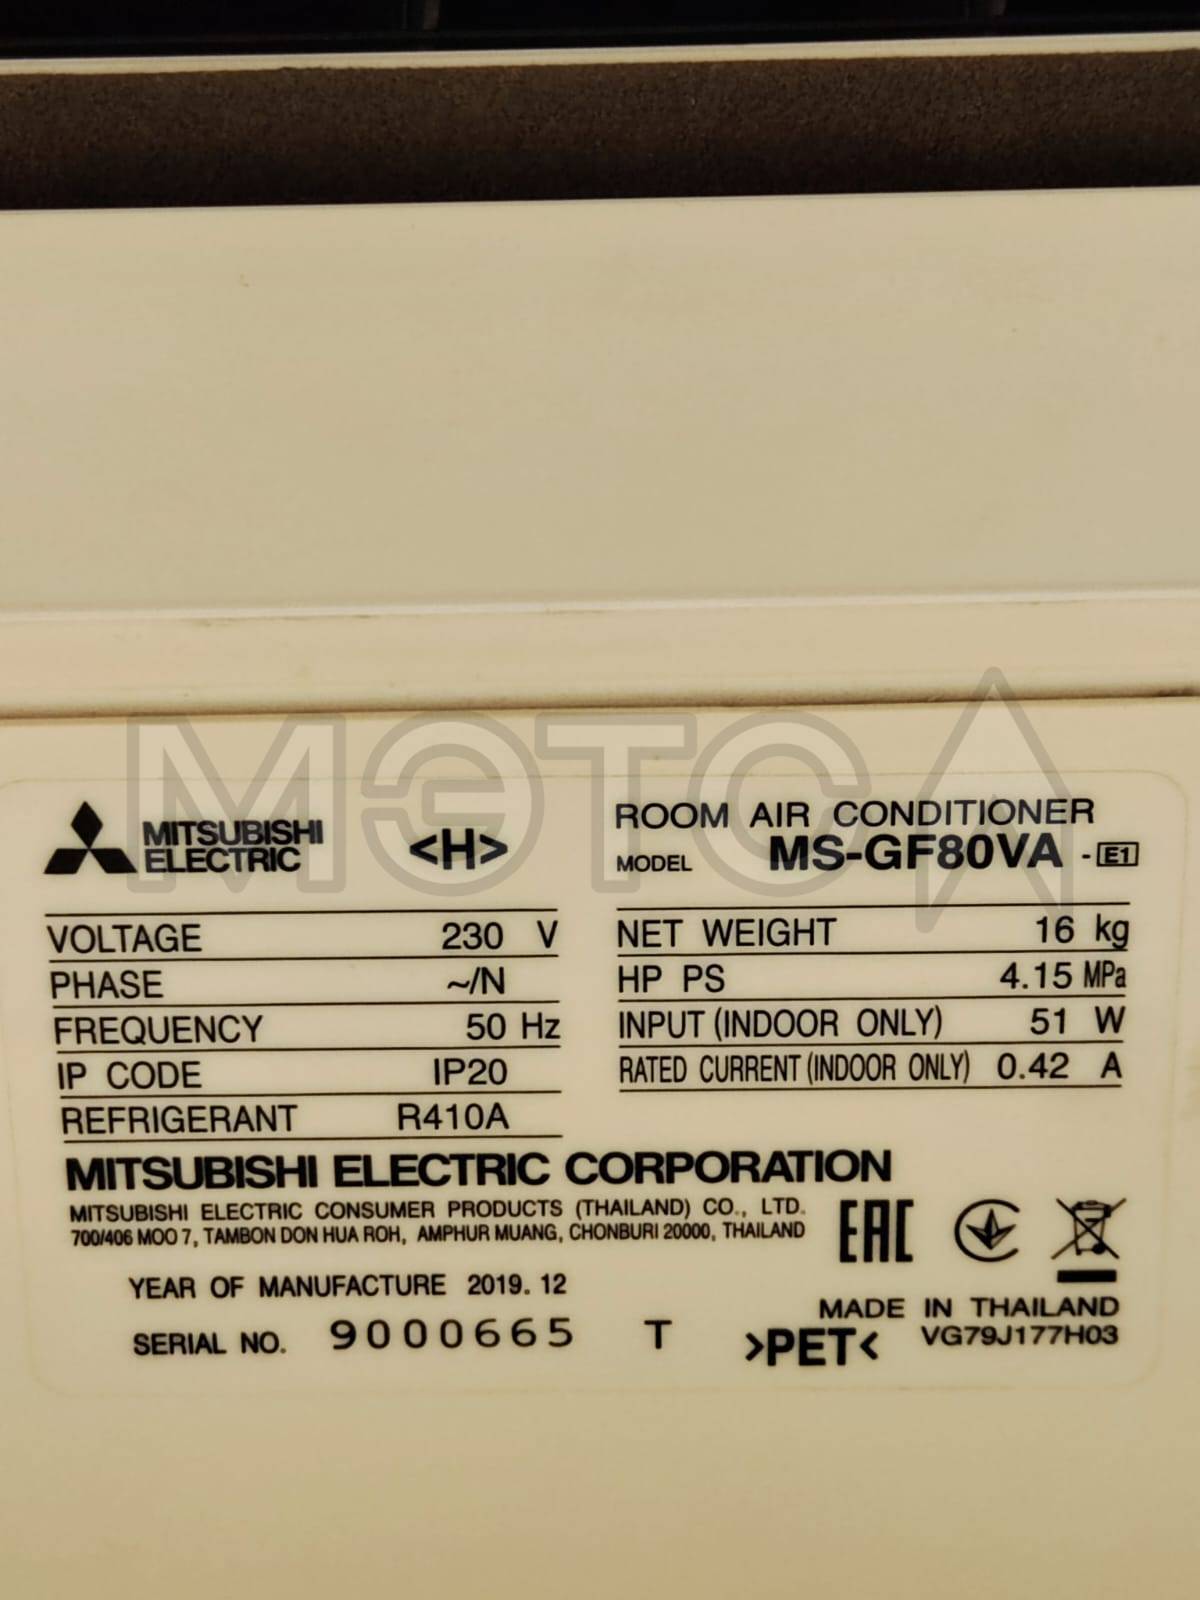 МЭТС
MITSUBISHI
ELECTRIC
<H>
ROOM AIR CONDITIONER
MODEL MS-GF80VA - E1
VOLTAGE 230 V
PHASE ~/N
FREQUENCY 50 Hz
IP CODE IP20
REFRIGERANT R410A
NET WEIGHT 16 kg
HP PS 4.15 MPa
INPUT (INDOOR ONLY) 51 W
RATED CURRENT (INDOOR ONLY) 0.42 A
MITSUBISHI ELECTRIC CORPORATION
MITSUBISHI ELECTRIC CONSUMER PRODUCTS (THAILAND) CO., LTD.
700/406 MOO 7, TAMBON DON HUA ROH, AMPHUR MUANG, CHONBURI 20000, THAILAND
EAC
YEAR OF MANUFACTURE 2019. 12
SERIAL NO. 9000665 T
>PET<
MADE IN THAILAND
VG79J177H03